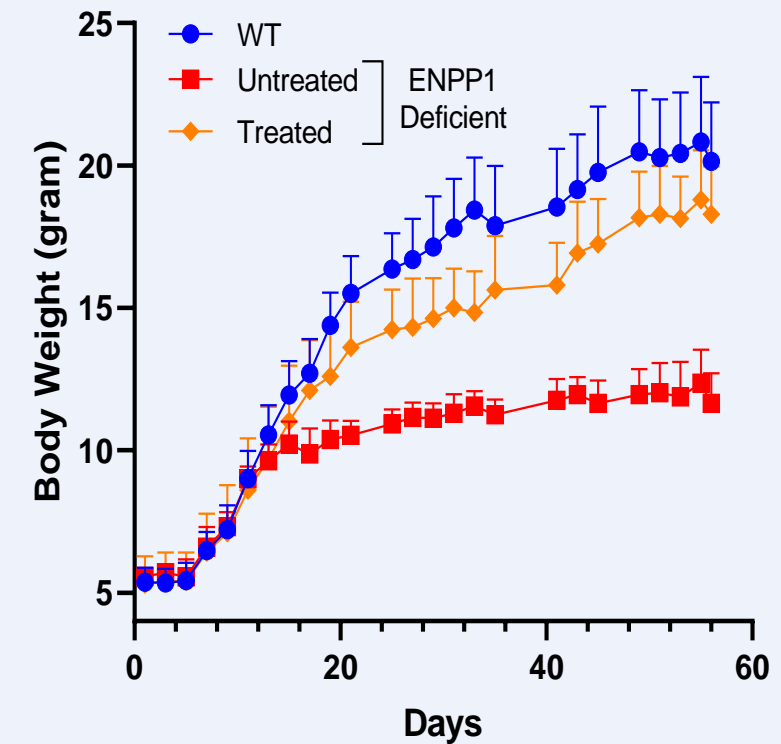 25
20
15
10
5
Body Weight (gram)
WT
Untreated
Treated
ENPP1
Deficient
0
20
40
60
Days